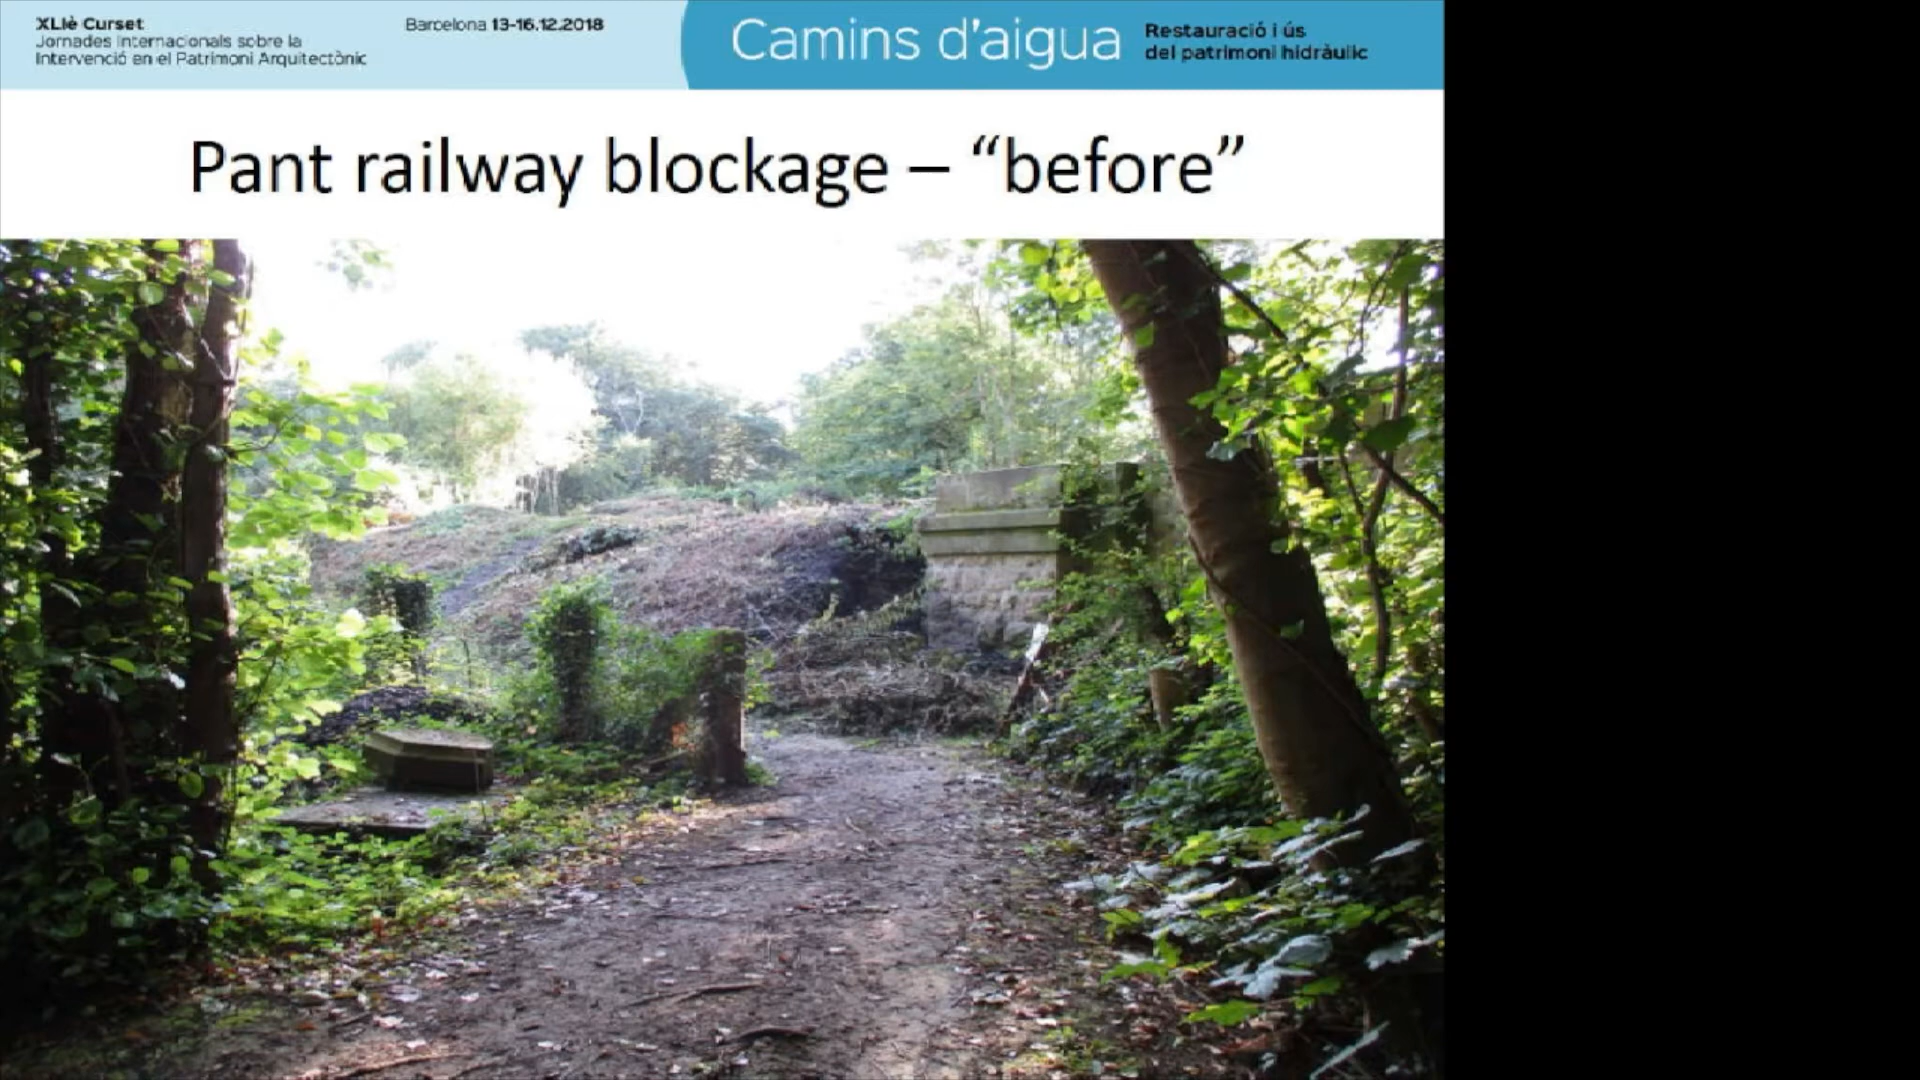 XLIè Curset
Jornades Internacionals sobre la
Intervenció en el Patrimoni Arquitectònic
Barcelona 13-16.12.2018
Camins d'aigua
Restauració i ús
del patrimoni hidràulic
Pant railway blockage – “before”